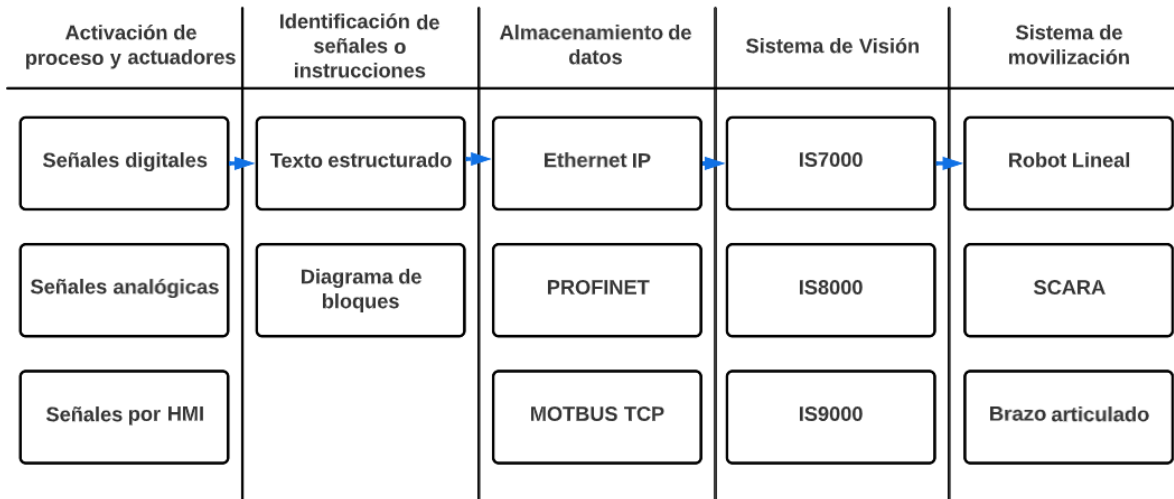 Activación de
proceso y actuadores
Identificación de
señales o
instrucciones
Almacenamiento de
datos
Sistema de Visión
Sistema de
movilización
Señales digitales
Texto estructurado
Ethernet IP
IS7000
Robot Lineal
Señales analógicas
Diagrama de
bloques
PROFINET
IS8000
SCARA
Señales por HMI
MOTBUS TCP
IS9000
Brazo articulado